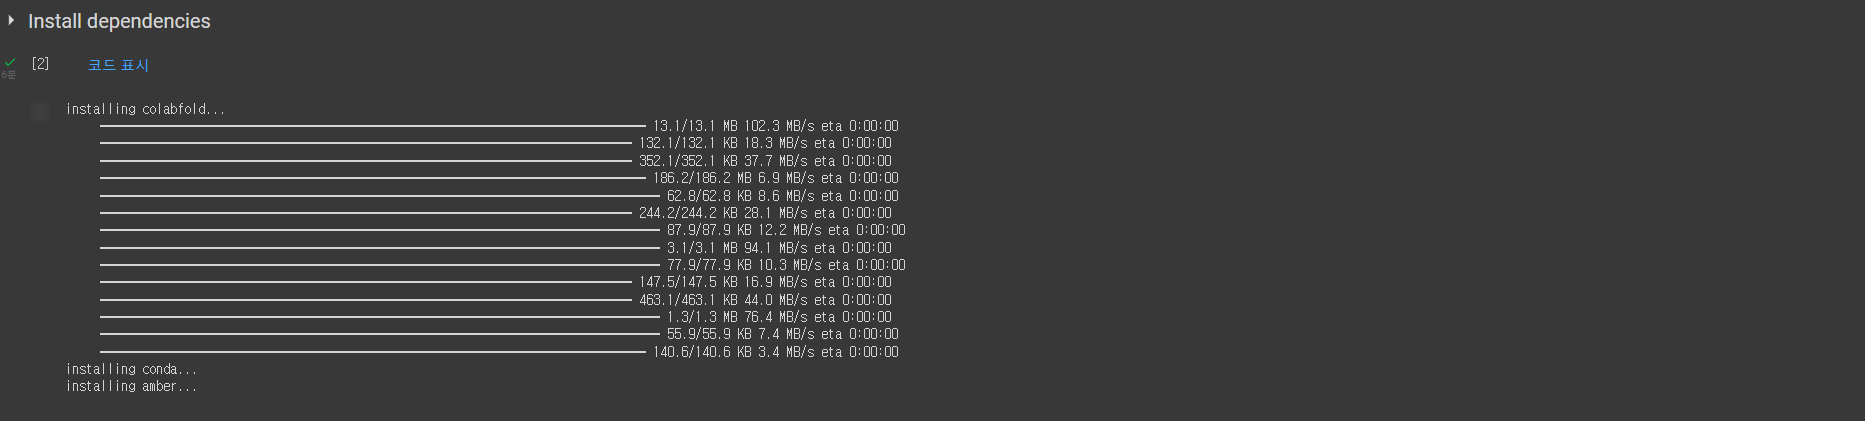 Install dependencies
[2] 코드 표시
6분
installing colabfold...
13.1/13.1 MB 102.3 MB/s eta 0:00:00
132.1/132.1 KB 18.3 MB/s eta 0:00:00
352.1/352.1 KB 37.7 MB/s eta 0:00:00
186.2/186.2 MB 6.9 MB/s eta 0:00:00
62.8/62.8 KB 8.6 MB/s eta 0:00:00
244.2/244.2 KB 28.1 MB/s eta 0:00:00
87.9/87.9 KB 12.2 MB/s eta 0:00:00
3.1/3.1 MB 94.1 MB/s eta 0:00:00
77.9/77.9 KB 10.3 MB/s eta 0:00:00
147.5/147.5 KB 16.9 MB/s eta 0:00:00
463.1/463.1 KB 44.0 MB/s eta 0:00:00
1.3/1.3 MB 76.4 MB/s eta 0:00:00
55.9/55.9 KB 7.4 MB/s eta 0:00:00
140.6/140.6 KB 3.4 MB/s eta 0:00:00
installing conda...
installing amber...